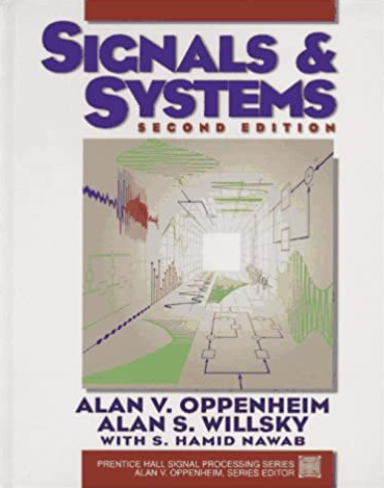 SIGNALS &
SYSTEMS
SECOND EDITION
ALAN V. OPPENHEIM
ALAN S. WILLSKY
WITH S. HAMID NAWAB
PRENTICE HALL SIGNAL PROCESSING SERIES
ALAN V. OPPENHEIM, SERIES EDITOR